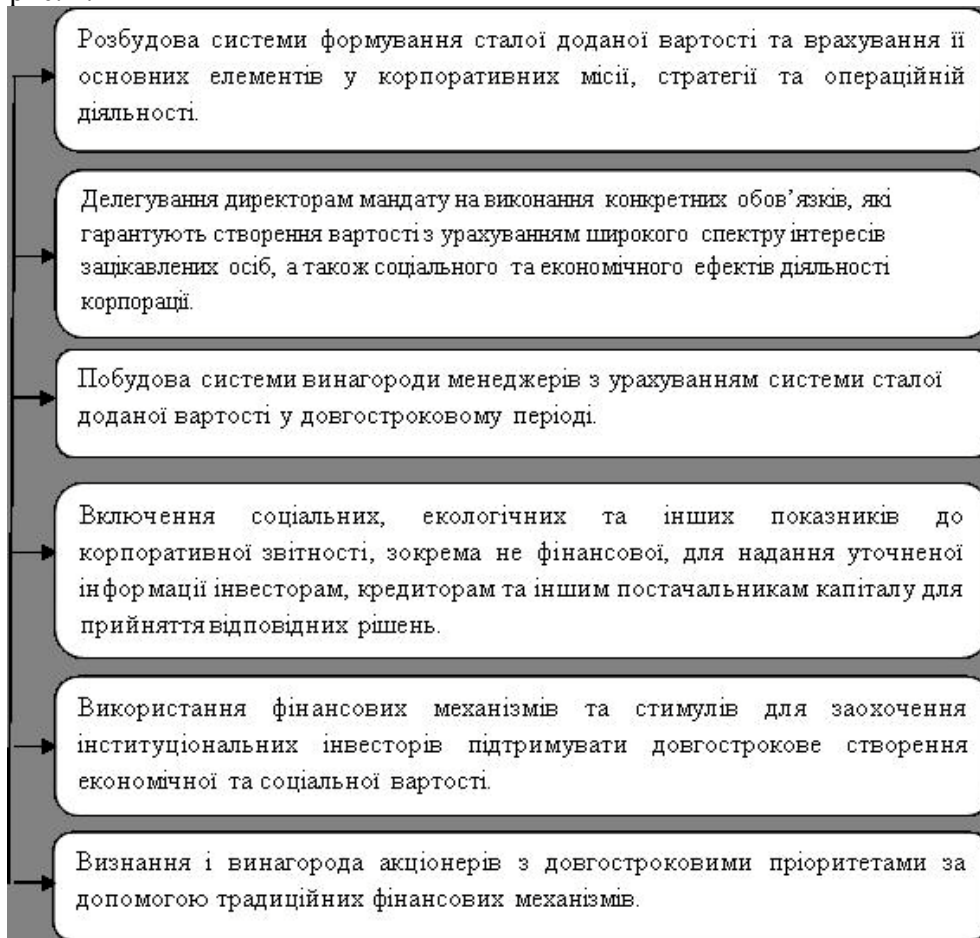 Розбудова системи формування сталої доданої вартості та врахування її
основних елементів у корпоративних місії, стратегії та операційній
діяльності.
Делегування директорам мандату на виконання конкретних обов’язків, які
гарантують створення вартості з урахуванням широкого спектру інтересів
зацікавлених осіб, а також соціального та економічного ефектів діяльності
корпорації.
Побудова системи винагороди менеджерів з урахуванням системи сталої
доданої вартості у довгостроковому періоді.
Включення соціальних, екологічних та інших показників до
корпоративної звітності, зокрема не фінансової, для надання уточненої
інформації інвесторам, кредиторам та іншим постачальникам капіталу для
прийняття відповідних рішень.
Використання фінансових механізмів та стимулів для заохочення
інституціональних інвесторів підтримувати довгострокове створення
економічної та соціальної вартості.
Визнання і винагорода акціонерів з довгостроковими пріоритетами за
допомогою традиційних фінансових механізмів.